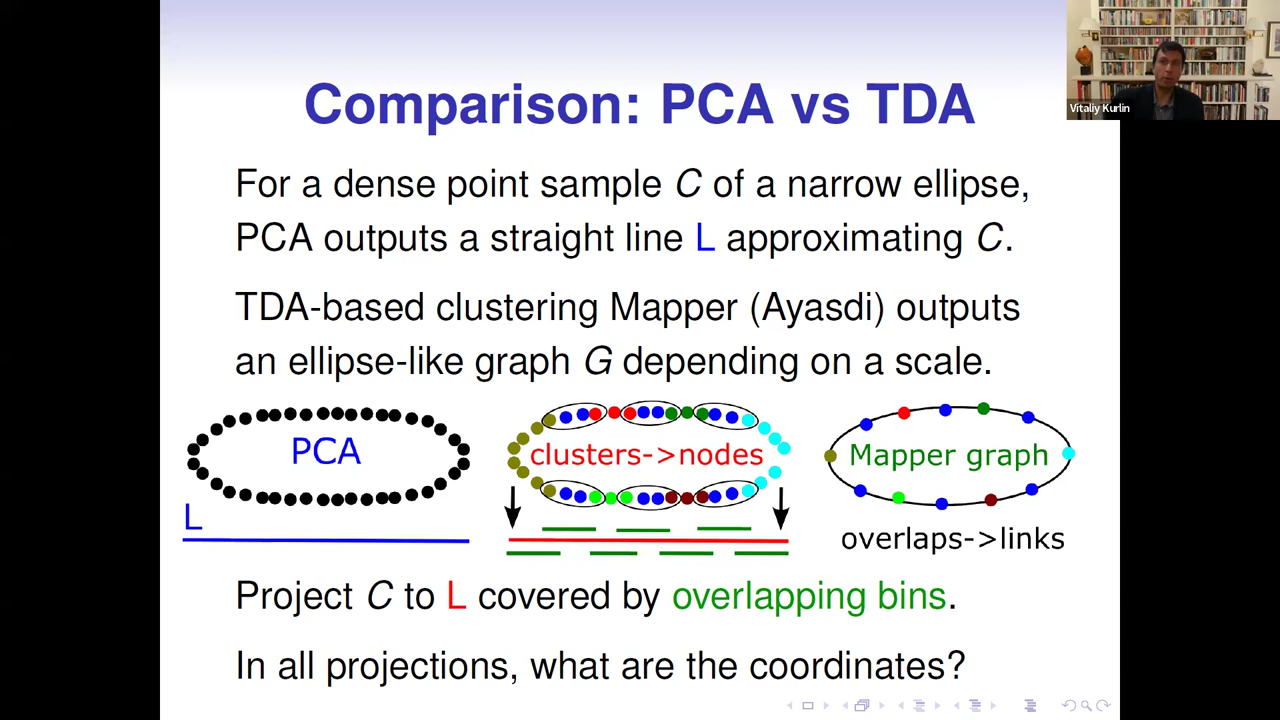 Comparison: PCA vs TDA
Vitaliy Kurlin
For a dense point sample C of a narrow ellipse,
PCA outputs a straight line L approximating C.
TDA-based clustering Mapper (Ayasdi) outputs
an ellipse-like graph G depending on a scale.
PCA
clusters->nodes
Mapper graph
L
overlaps->links
Project C to L covered by overlapping bins.
In all projections, what are the coordinates?